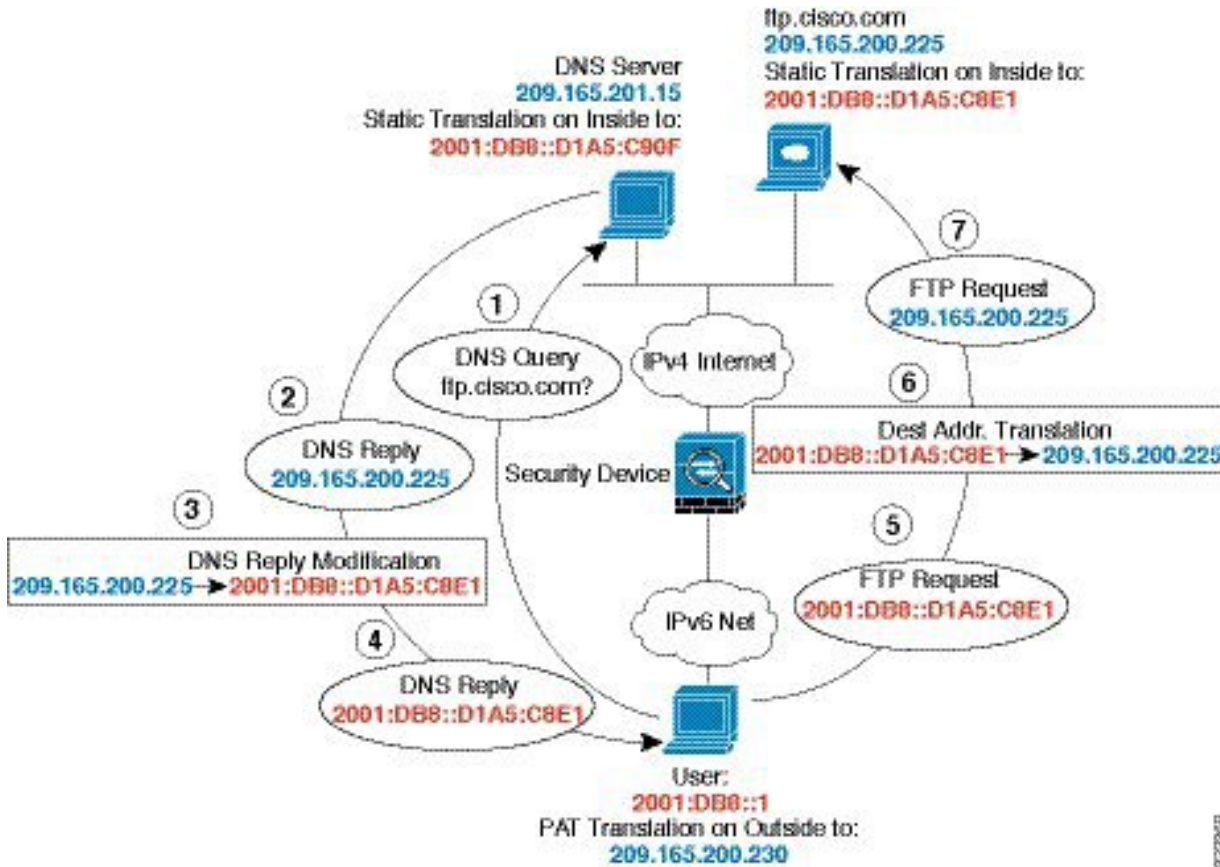 ftp.cisco.com
209.165.200.225
Static Translation on Inside to:
2001:DB8::D1A5:C8E1
DNS Server
209.165.201.15
Static Translation on Inside to:
2001:DB8::D1A5:C90F
7
FTP Request
209.165.200.225
1
DNS Query
ftp.cisco.com?
IPv4 Internet
2
DNS Reply
209.165.200.225
6
Dest Addr. Translation
2001:DB8::D1A5:C8E1 209.165.200.225
Security Device
3
DNS Reply Modification
209.165.200.225 2001:DB8::D1A5:C8E1
5
FTP Request
2001:DB8::D1A5:C8E1
IPv6 Net
4
DNS Reply
2001:DB8::D1A5:C8E1
User:
2001:DB8::1
PAT Translation on Outside to:
209.165.200.230